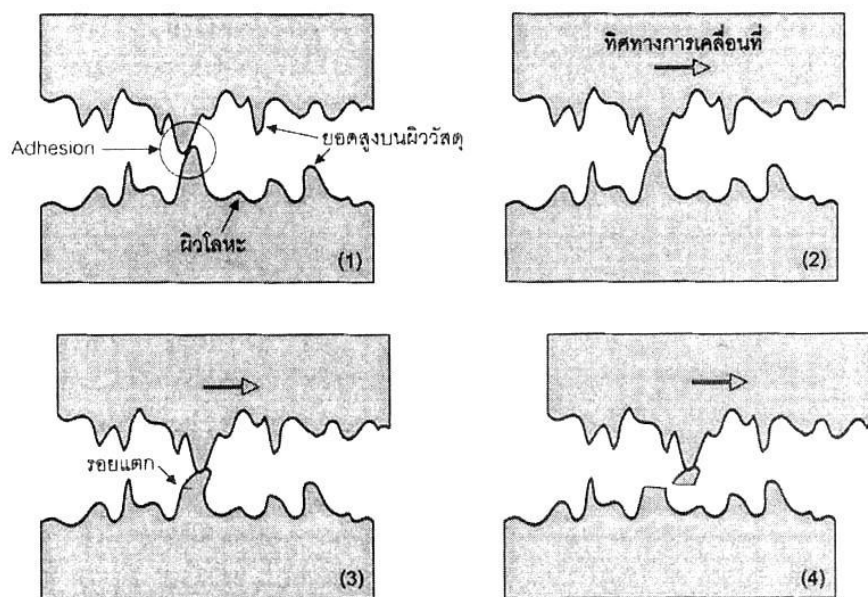 Adhesion
ยอดสูงบนผิววัสดุ
ผิวโลหะ
(1)
ทิศทางการเคลื่อนที่
(2)
รอยแตก
(3)
(4)